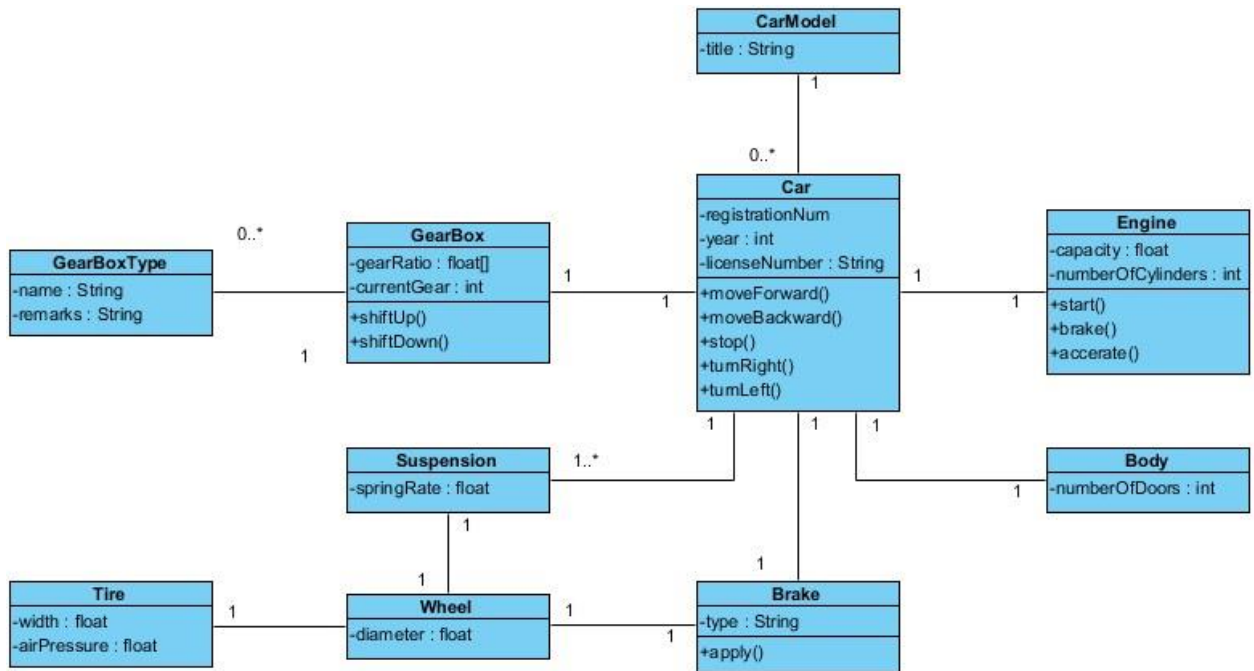 CarModel
-title : String
1
0..*
Car
-registrationNum
-year : int
-licenseNumber : String
+moveForward()
+moveBackward()
+stop()
+turnRight()
+turnLeft()
0..*
GearBoxType
-name : String
-remarks : String
1
GearBox
-gearRatio : float[]
-currentGear : int
+shiftUp()
+shiftDown()
1
1
1
1
Engine
-capacity : float
-numberOfCylinders : int
+start()
+brake()
+accerate()
1
1
1
Suspension
-springRate : float
1..*
1
Body
-numberOfDoors : int
1
1
1
Tire
-width : float
-airPressure : float
1
Wheel
-diameter : float
1
1
Brake
-type : String
+apply()